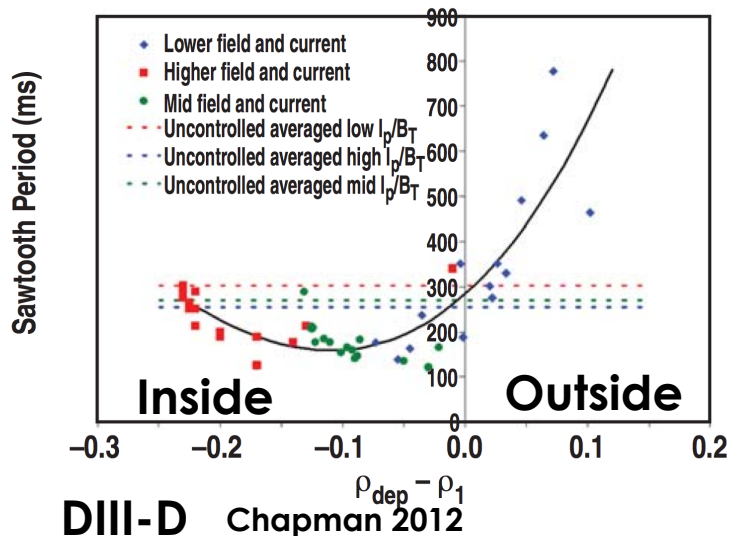 900
Lower field and current
Higher field and current
Mid field and current
Uncontrolled averaged low Ip/BT
Uncontrolled averaged high Ip/BT
Uncontrolled averaged mid Ip/BT
800
700
600
500
400
300
200
100
0
Sawtooth Period (ms)
Inside
Outside
–0.3 –0.2 –0.1 0.0 0.1 0.2
ρdep – ρ1
DIII-D Chapman 2012